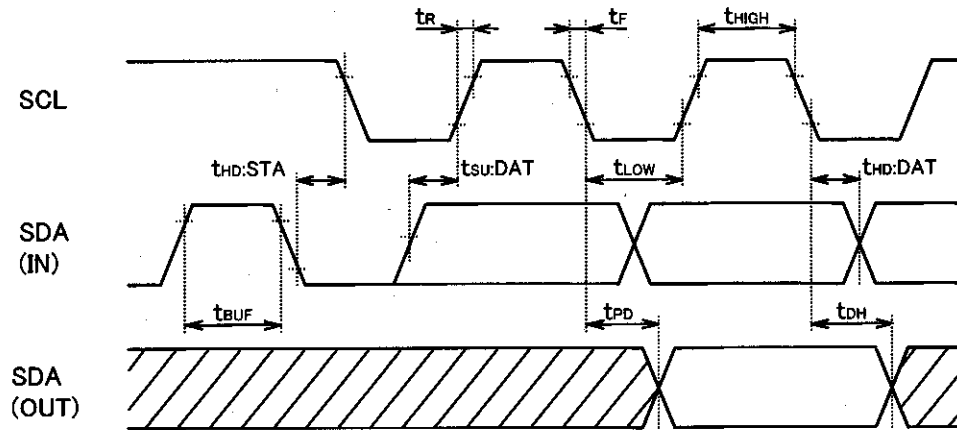 tR tF tHIGH
SCL
tHD:STA tSU:DAT tLOW tHD:DAT
SDA
(IN)
tBUF tPD tDH
SDA
(OUT)